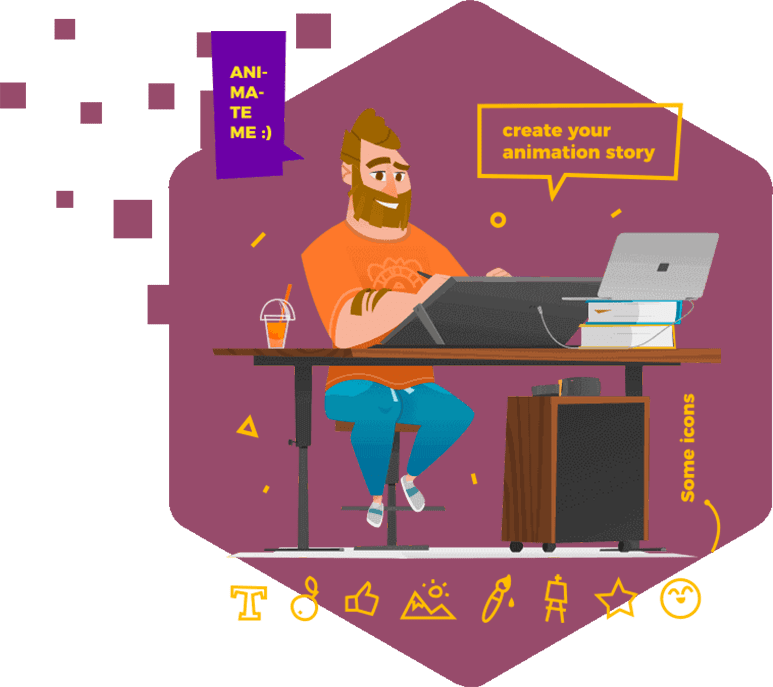 ANI-
MA-
TE
ME :)
create your
animation story
Some icons
T